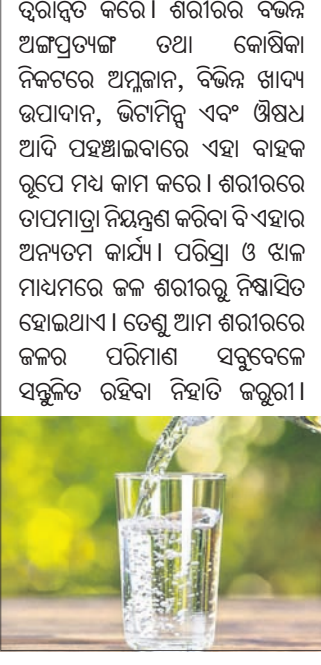 ତ୍ୱରାନ୍ୱିତ କରେ। ଶରୀରର ବିଭିନ୍ନ
ଅଙ୍ଗପ୍ରତ୍ୟଙ୍ଗ ତଥା କୋଷିକା
ନିକଟରେ ଅମ୍ଳଜାନ, ବିଭିନ୍ନ ଖାଦ୍ୟ
ଉପାଦାନ, ଭିଟାମିନ୍ସ ଏବଂ ଔଷଧ
ଆଦି ପହଞ୍ଚାଇବାରେ ଏହା ବାହକ
ରୂପେ ମଧ୍ୟ କାମ କରେ। ଶରୀରରେ
ତାପମାତ୍ରା ନିୟନ୍ତ୍ରଣ କରିବା ବି ଏହାର
ଅନ୍ୟତମ କାର୍ଯ୍ୟ। ପରିସ୍ରା ଓ ଝାଳ
ମାଧ୍ୟମରେ ଜଳ ଶରୀରରୁ ନିଷ୍କାସିତ
ହୋଇଥାଏ। ତେଣୁ ଆମ ଶରୀରରେ
ଜଳର ପରିମାଣ ସବୁବେଳେ
ସନ୍ତୁଳିତ ରହିବା ନିହାତି ଜରୁରୀ।